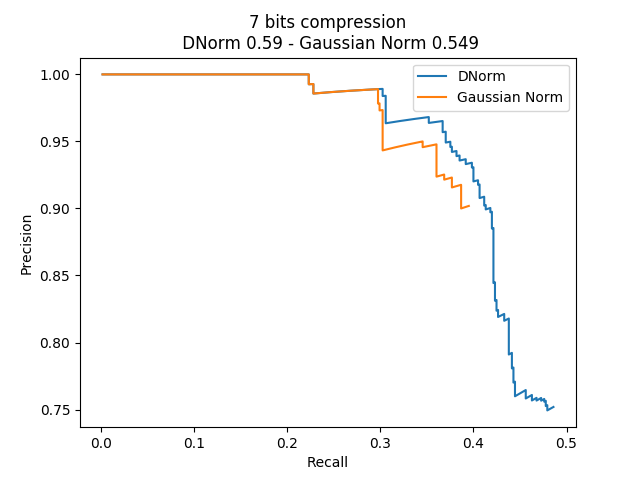 7 bits compression
DNorm 0.59 - Gaussian Norm 0.549
DNorm
Gaussian Norm
1.00
0.95
0.90
0.85
0.80
0.75
Precision
0.0 0.1 0.2 0.3 0.4 0.5
Recall